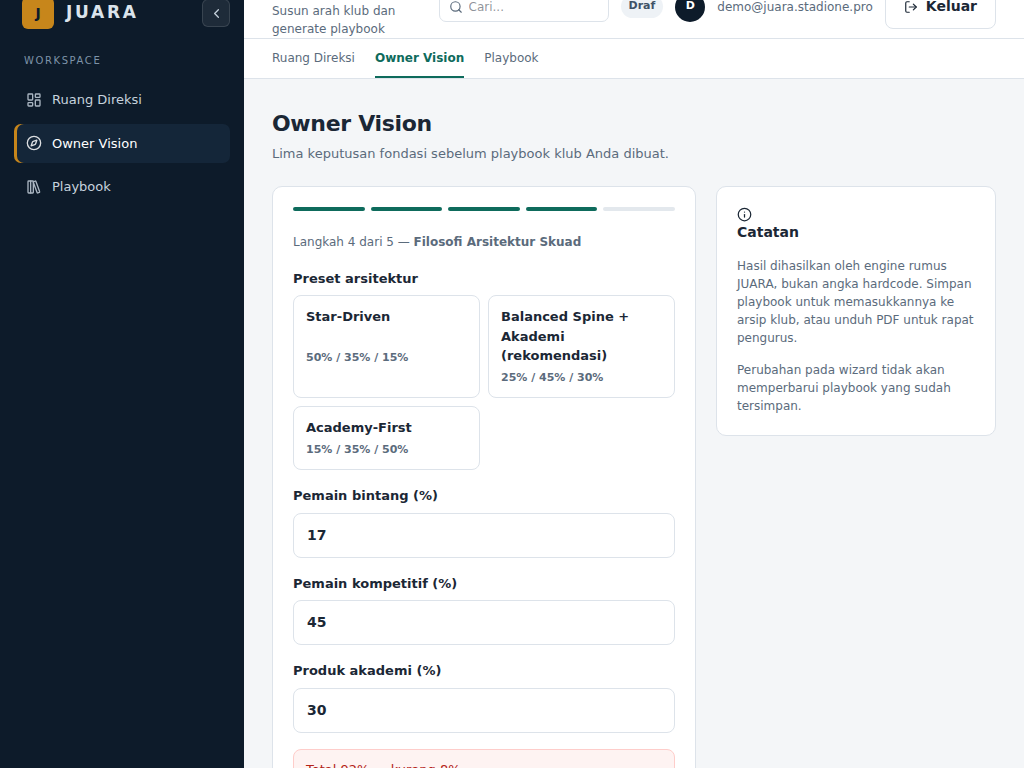 J JUARA
WORKSPACE
Ruang Direksi
Owner Vision
Playbook
Susun arah klub dan
generate playbook
Cari...
Draf
D
demo@juara.stadione.pro
Keluar
Ruang Direksi Owner Vision Playbook
Owner Vision
Lima keputusan fondasi sebelum playbook klub Anda dibuat.
Langkah 4 dari 5 — Filosofi Arsitektur Skuad
Preset arsitektur
Star-Driven
50% / 35% / 15%
Balanced Spine +
Akademi
(rekomendasi)
25% / 45% / 30%
Academy-First
15% / 35% / 50%
Pemain bintang (%)
17
Pemain kompetitif (%)
45
Produk akademi (%)
30
Catatan
Hasil dihasilkan oleh engine rumus
JUARA, bukan angka hardcode. Simpan
playbook untuk memasukkannya ke
arsip klub, atau unduh PDF untuk rapat
pengurus.
Perubahan pada wizard tidak akan
memperbarui playbook yang sudah
tersimpan.